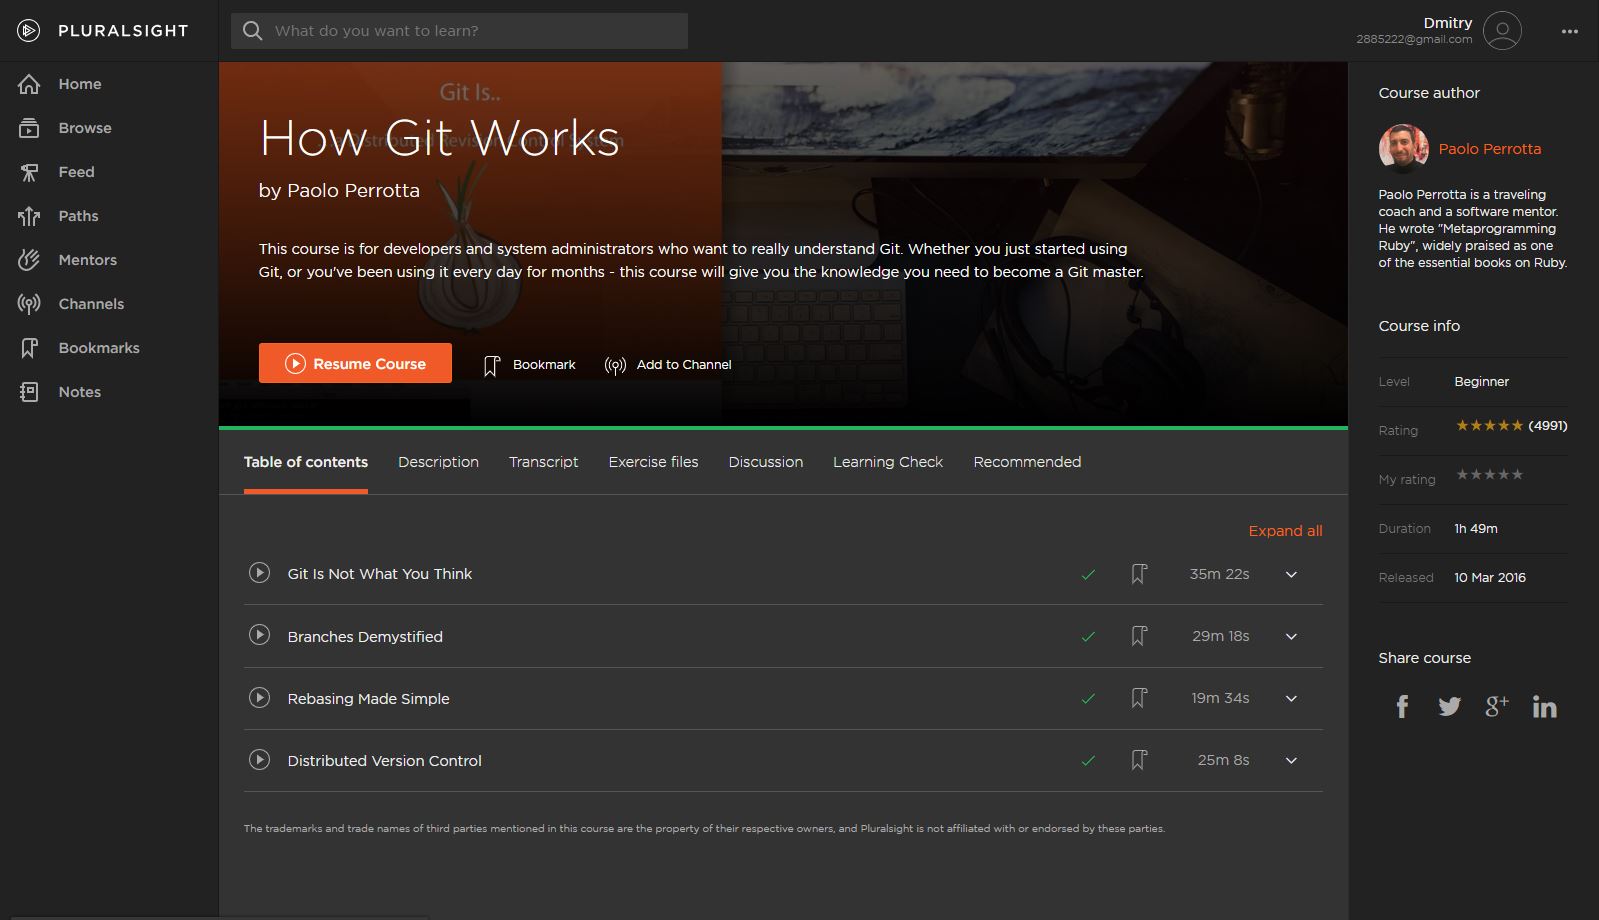 PLURALSIGHT
What do you want to learn?
Dmitry
2885222@gmail.com
Home
Browse
Feed
Paths
Mentors
Channels
Bookmarks
Notes
Git Is..
How Git Works
...a Distributed Revision Control System
by Paolo Perrotta
This course is for developers and system administrators who want to really understand Git. Whether you just started using
Git, or you've been using it every day for months - this course will give you the knowledge you need to become a Git master.
Resume Course
Bookmark
Add to Channel
Table of contents
Description
Transcript
Exercise files
Discussion
Learning Check
Recommended
Expand all
Git Is Not What You Think
35m 22s
Branches Demystified
29m 18s
Rebasing Made Simple
19m 34s
Distributed Version Control
25m 8s
The trademarks and trade names of third parties mentioned in this course are the property of their respective owners, and Pluralsight is not affiliated with or endorsed by these parties.
Course author
Paolo Perrotta
Paolo Perrotta is a traveling
coach and a software mentor.
He wrote "Metaprogramming
Ruby", widely praised as one
of the essential books on Ruby.
Course info
Level
Beginner
Rating
(4991)
My rating
Duration
1h 49m
Released
10 Mar 2016
Share course
f
g+
in